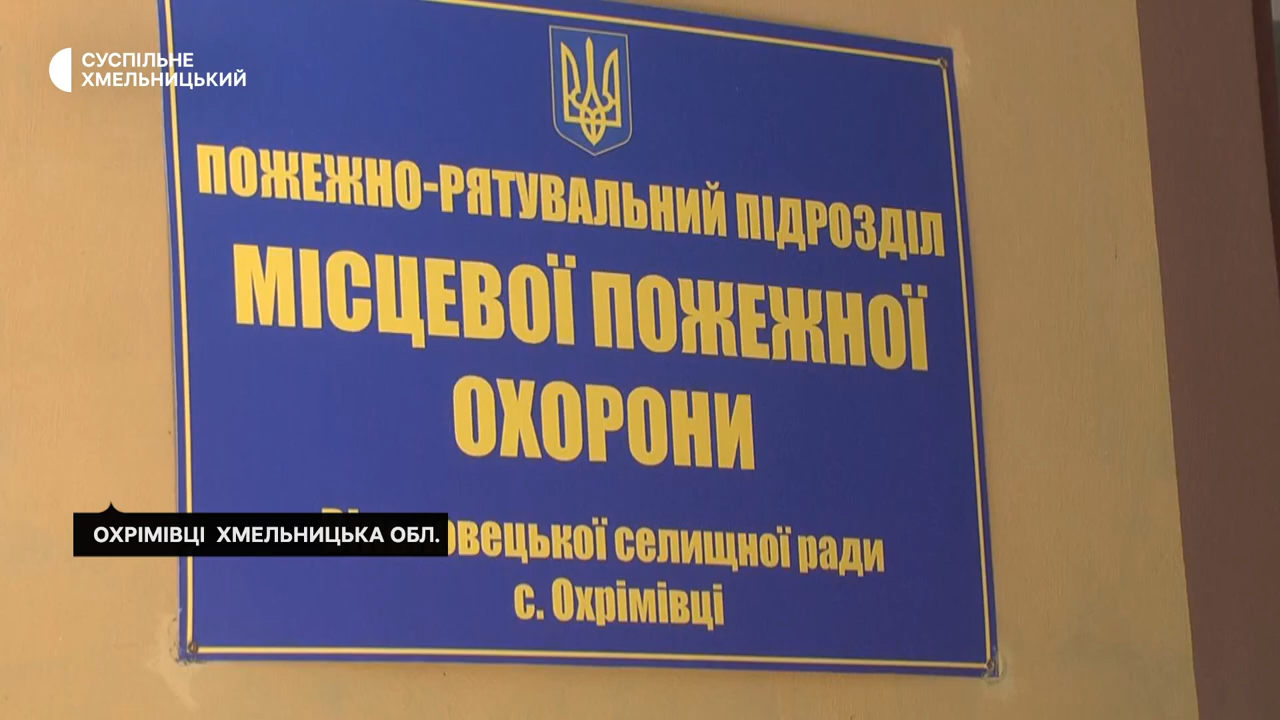 СУСПІЛЬНЕ
ХМЕЛЬНИЦЬКИЙ
ПОЖЕЖНО-РЯТУВАЛЬНИЙ ПІДРОЗДІЛ
МІСЦЕВОЇ ПОЖЕЖНОЇ
ОХОРОНИ
ОХРІМІВЦІ ХМЕЛЬНИЦЬКА ОБЛ.
селищної ради
с. Охрімівці